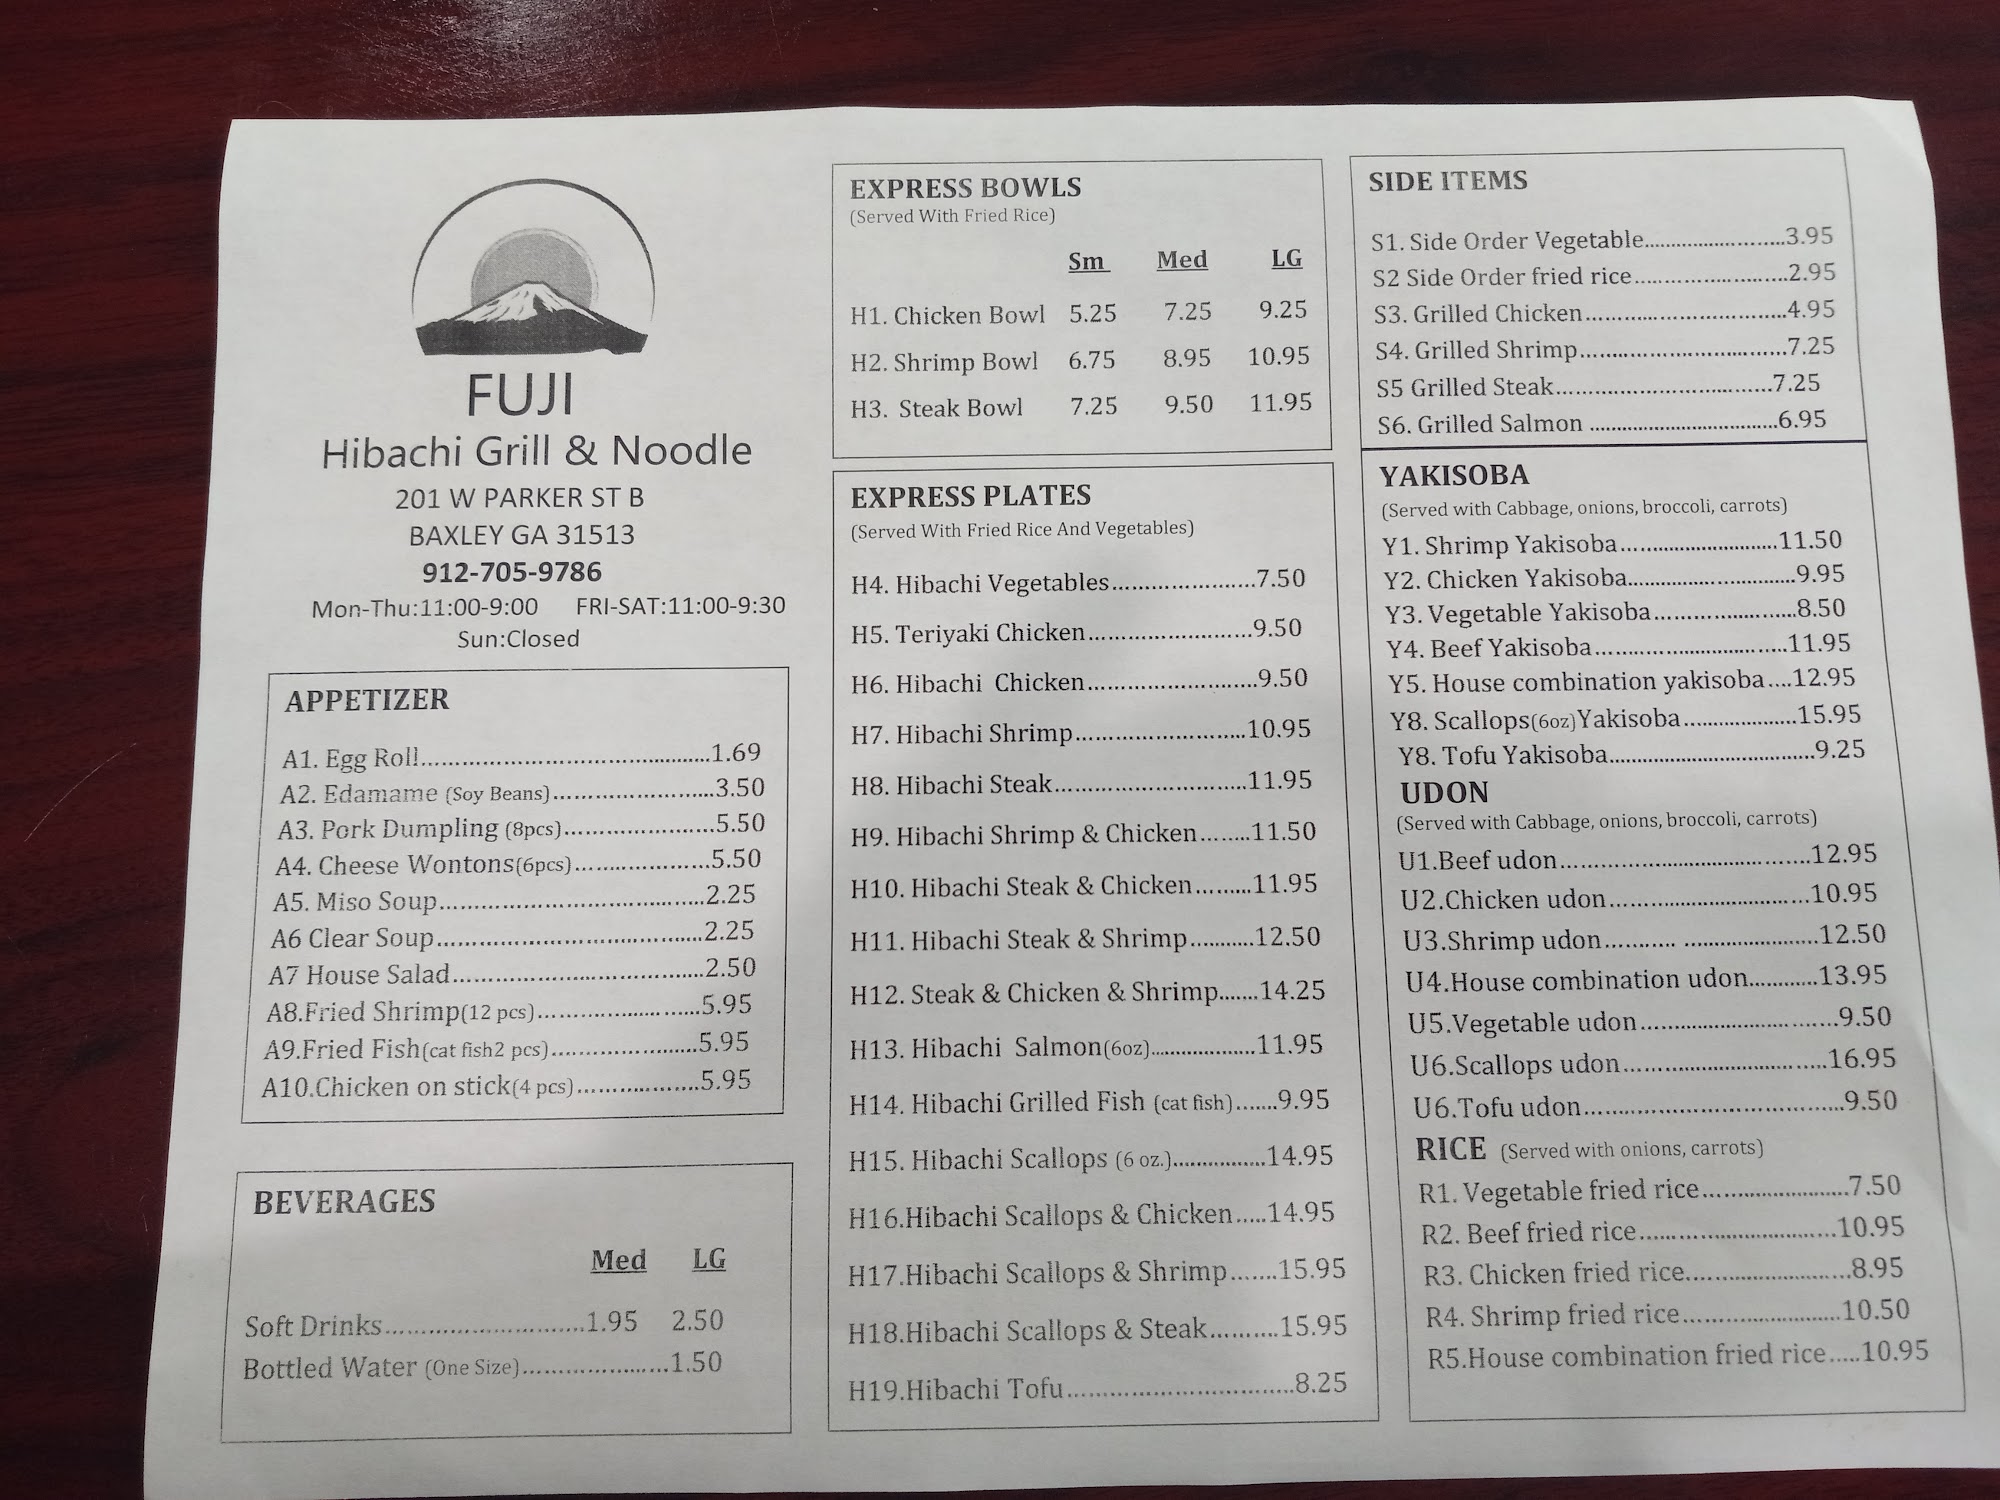 FUJI
Hibachi Grill & Noodle
201 W PARKER ST B
BAXLEY GA 31513
912-705-9786
Mon-Thu:11:00-9:00 FRI-SAT:11:00-9:30
Sun:Closed
APPETIZER
A1. Egg Roll.......................................1.69
A2. Edamame (Soy Beans)......................3.50
A3. Pork Dumpling (8pcs).....................5.50
A4. Cheese Wontons(6pcs)...................5.50
A5. Miso Soup....................................2.25
A6 Clear Soup....................................2.25
A7 House Salad..................................2.50
A8.Fried Shrimp(12 pcs)......................5.95
A9.Fried Fish(cat fish2 pcs)....................5.95
A10.Chicken on stick(4 pcs).................5.95
BEVERAGES
Med LG
Soft Drinks...........................1.95 2.50
Bottled Water (One Size)....................1.50
EXPRESS BOWLS
(Served With Fried Rice)
Sm Med LG
H1. Chicken Bowl 5.25 7.25 9.25
H2. Shrimp Bowl 6.75 8.95 10.95
H3. Steak Bowl 7.25 9.50 11.95
EXPRESS PLATES
(Served With Fried Rice And Vegetables)
H4. Hibachi Vegetables....................7.50
H5. Teriyaki Chicken.......................9.50
H6. Hibachi Chicken........................9.50
H7. Hibachi Shrimp........................10.95
H8. Hibachi Steak...........................11.95
H9. Hibachi Shrimp & Chicken........11.50
H10. Hibachi Steak & Chicken.........11.95
H11. Hibachi Steak & Shrimp..........12.50
H12. Steak & Chicken & Shrimp.......14.25
H13. Hibachi Salmon(6oz)...................11.95
H14. Hibachi Grilled Fish (cat fish).......9.95
H15. Hibachi Scallops (6 oz.)................14.95
H16.Hibachi Scallops & Chicken.....14.95
H17.Hibachi Scallops & Shrimp.......15.95
H18.Hibachi Scallops & Steak..........15.95
H19.Hibachi Tofu...............................8.25
SIDE ITEMS
S1. Side Order Vegetable.......................3.95
S2 Side Order fried rice......................2.95
S3. Grilled Chicken.............................4.95
S4. Grilled Shrimp..............................7.25
S5 Grilled Steak..............................7.25
S6. Grilled Salmon ..............................6.95
YAKISOBA
(Served with Cabbage, onions, broccoli, carrots)
Y1. Shrimp Yakisoba..........................11.50
Y2. Chicken Yakisoba...........................9.95
Y3. Vegetable Yakisoba.......................8.50
Y4. Beef Yakisoba..............................11.95
Y5. House combination yakisoba....12.95
Y8. Scallops(6oz)Yakisoba...................15.95
Y8. Tofu Yakisoba.................................9.25
UDON
(Served with Cabbage, onions, broccoli, carrots)
U1.Beef udon.....................................12.95
U2.Chicken udon..............................10.95
U3.Shrimp udon........... .....................12.50
U4.House combination udon............13.95
U5.Vegetable udon............................9.50
U6.Scallops udon..............................16.95
U6.Tofu udon....................................9.50
RICE (Served with onions, carrots)
R1. Vegetable fried rice.....................7.50
R2. Beef fried rice.............................10.95
R3. Chicken fried rice.........................8.95
R4. Shrimp fried rice........................10.50
R5.House combination fried rice.....10.95